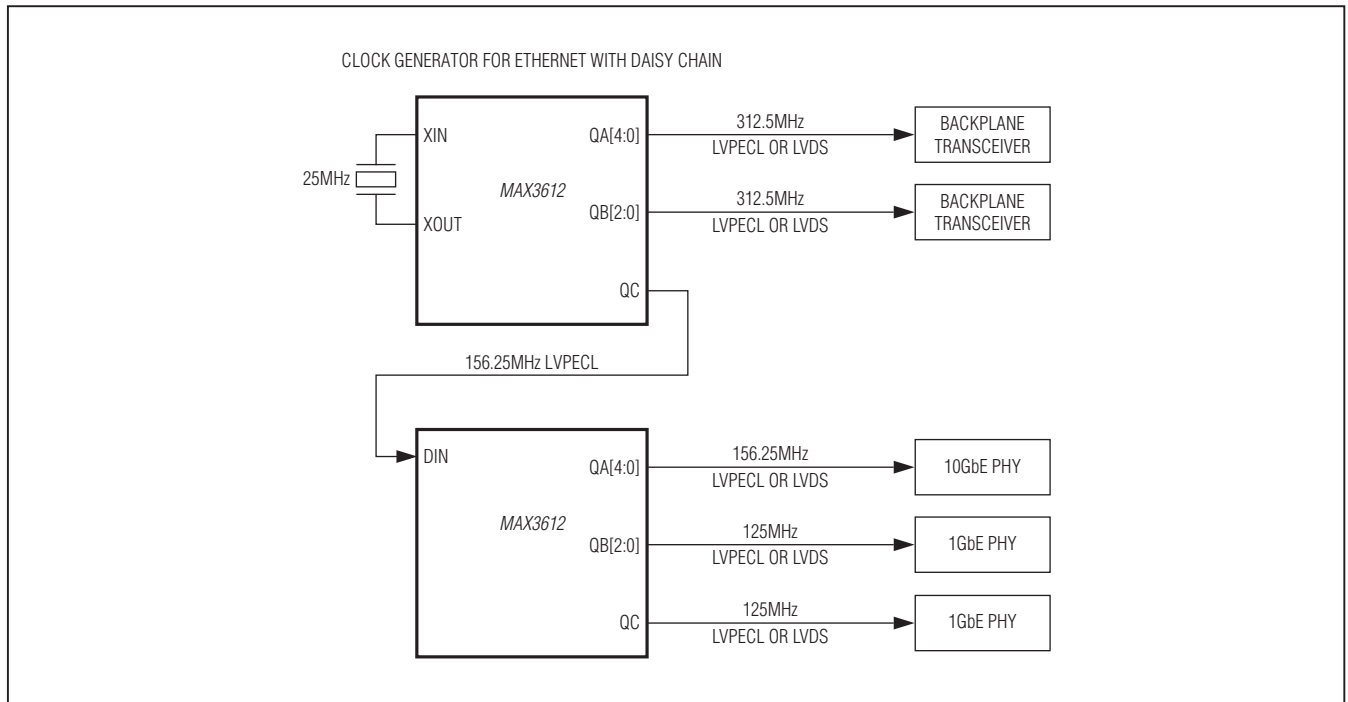 CLOCK GENERATOR FOR ETHERNET WITH DAISY CHAIN
XIN
25MHz
XOUT
MAX3612
QA[4:0]
QB[2:0]
QC
312.5MHz
LVPECL OR LVDS
BACKPLANE
TRANSCEIVER
312.5MHz
LVPECL OR LVDS
BACKPLANE
TRANSCEIVER
156.25MHz LVPECL
DIN
MAX3612
QA[4:0]
QB[2:0]
QC
156.25MHz
LVPECL OR LVDS
10GbE PHY
125MHz
LVPECL OR LVDS
1GbE PHY
125MHz
LVPECL OR LVDS
1GbE PHY